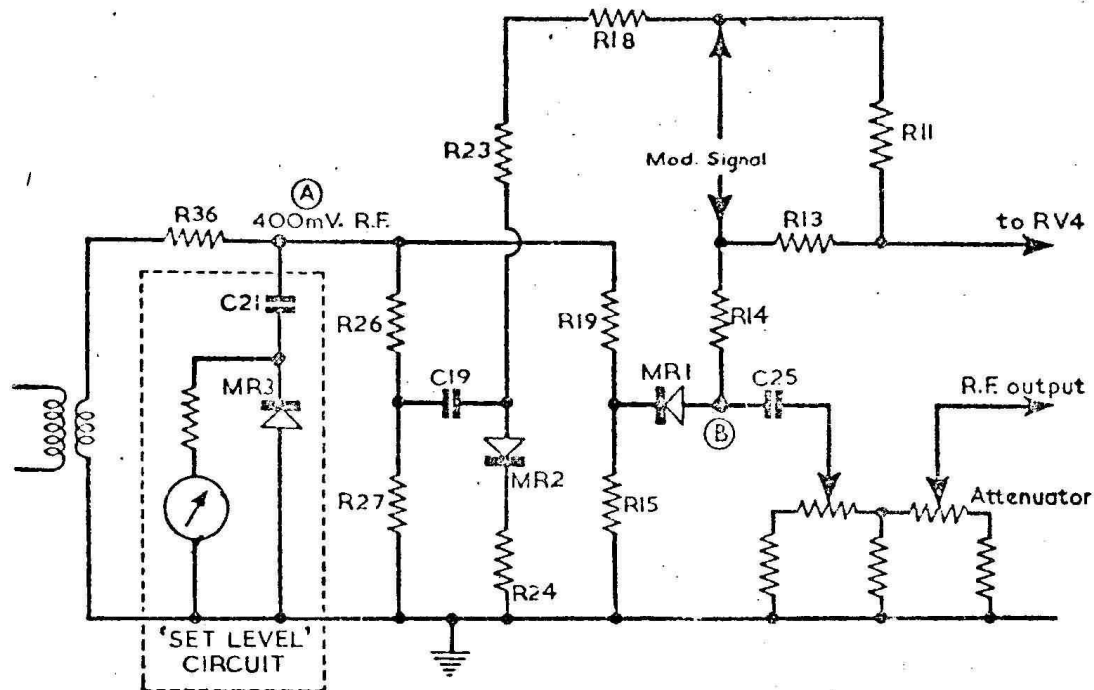 R18
R23
R11
Mod. Signal
A
400mV. R.F.
R36
R13
to RV4
C21
R26
R19
R14
MR3
C19
MR1
C25
R.F. output
B
MR2
R27
R15
Attenuator
R24
'SET LEVEL'
CIRCUIT